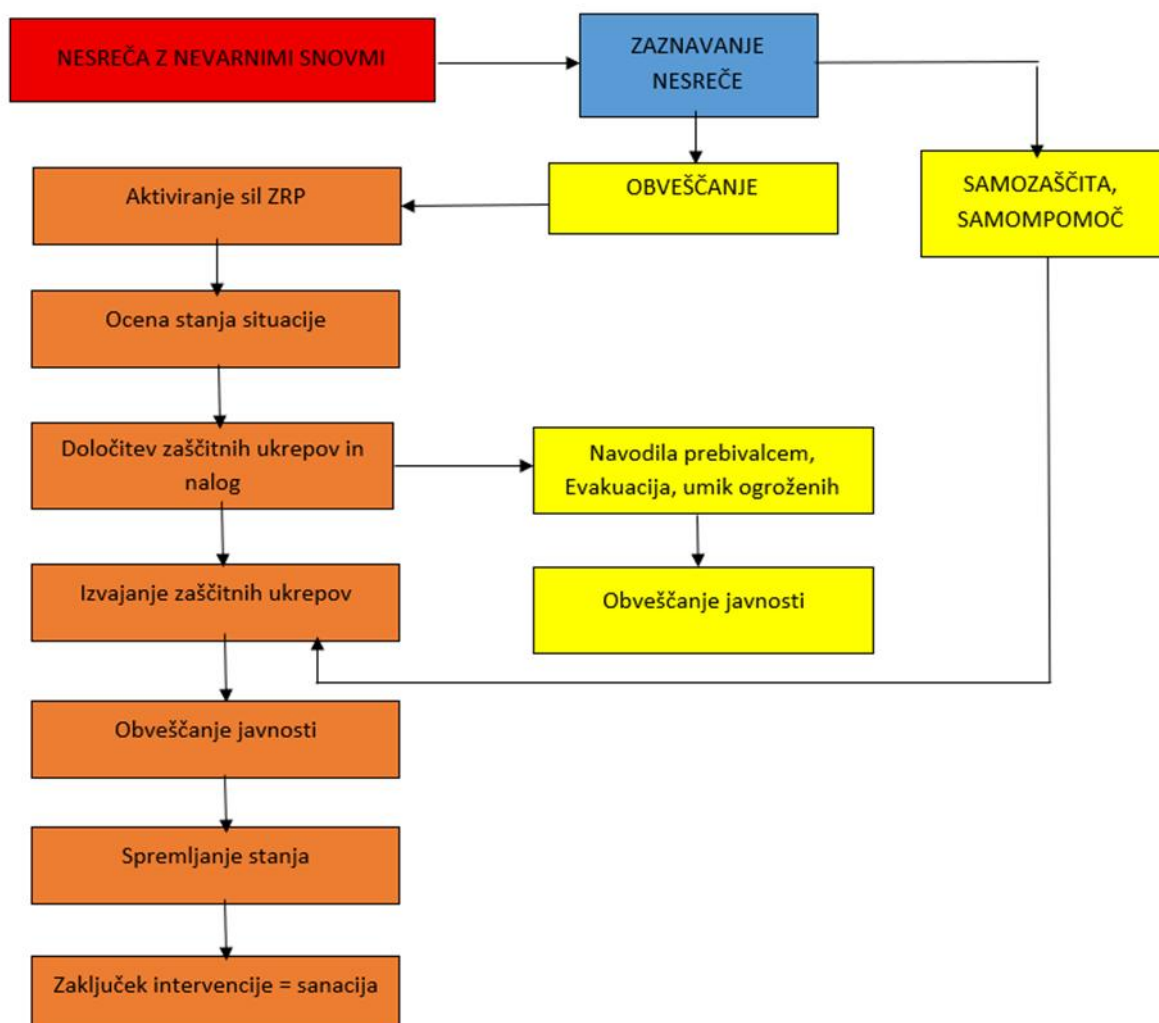 NESREČA Z NEVARNIMI SNOVMI
ZAZNAVANJE
NESREČE
OBVEŠČANJE
SAMOZAŠČITA,
SAMOMPOMOČ
Aktiviranje sil ZRP
Ocena stanja situacije
Določitev zaščitnih ukrepov in
nalog
Navodila prebivalcem,
Evakuacija, umik ogroženih
Izvajanje zaščitnih ukrepov
Obveščanje javnosti
Obveščanje javnosti
Spremljanje stanja
Zaključek intervencije = sanacija